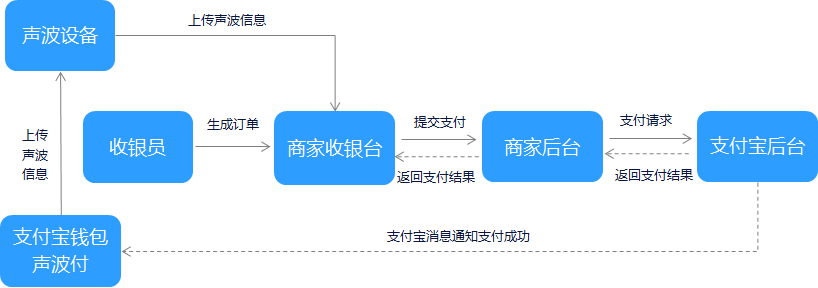 声波设备
上传声波信息
上传
声波
信息
收银员
生成订单
商家收银台
提交支付
返回支付结果
商家后台
支付请求
返回支付结果
支付宝后台
支付宝钱包
声波付
支付宝消息通知支付成功